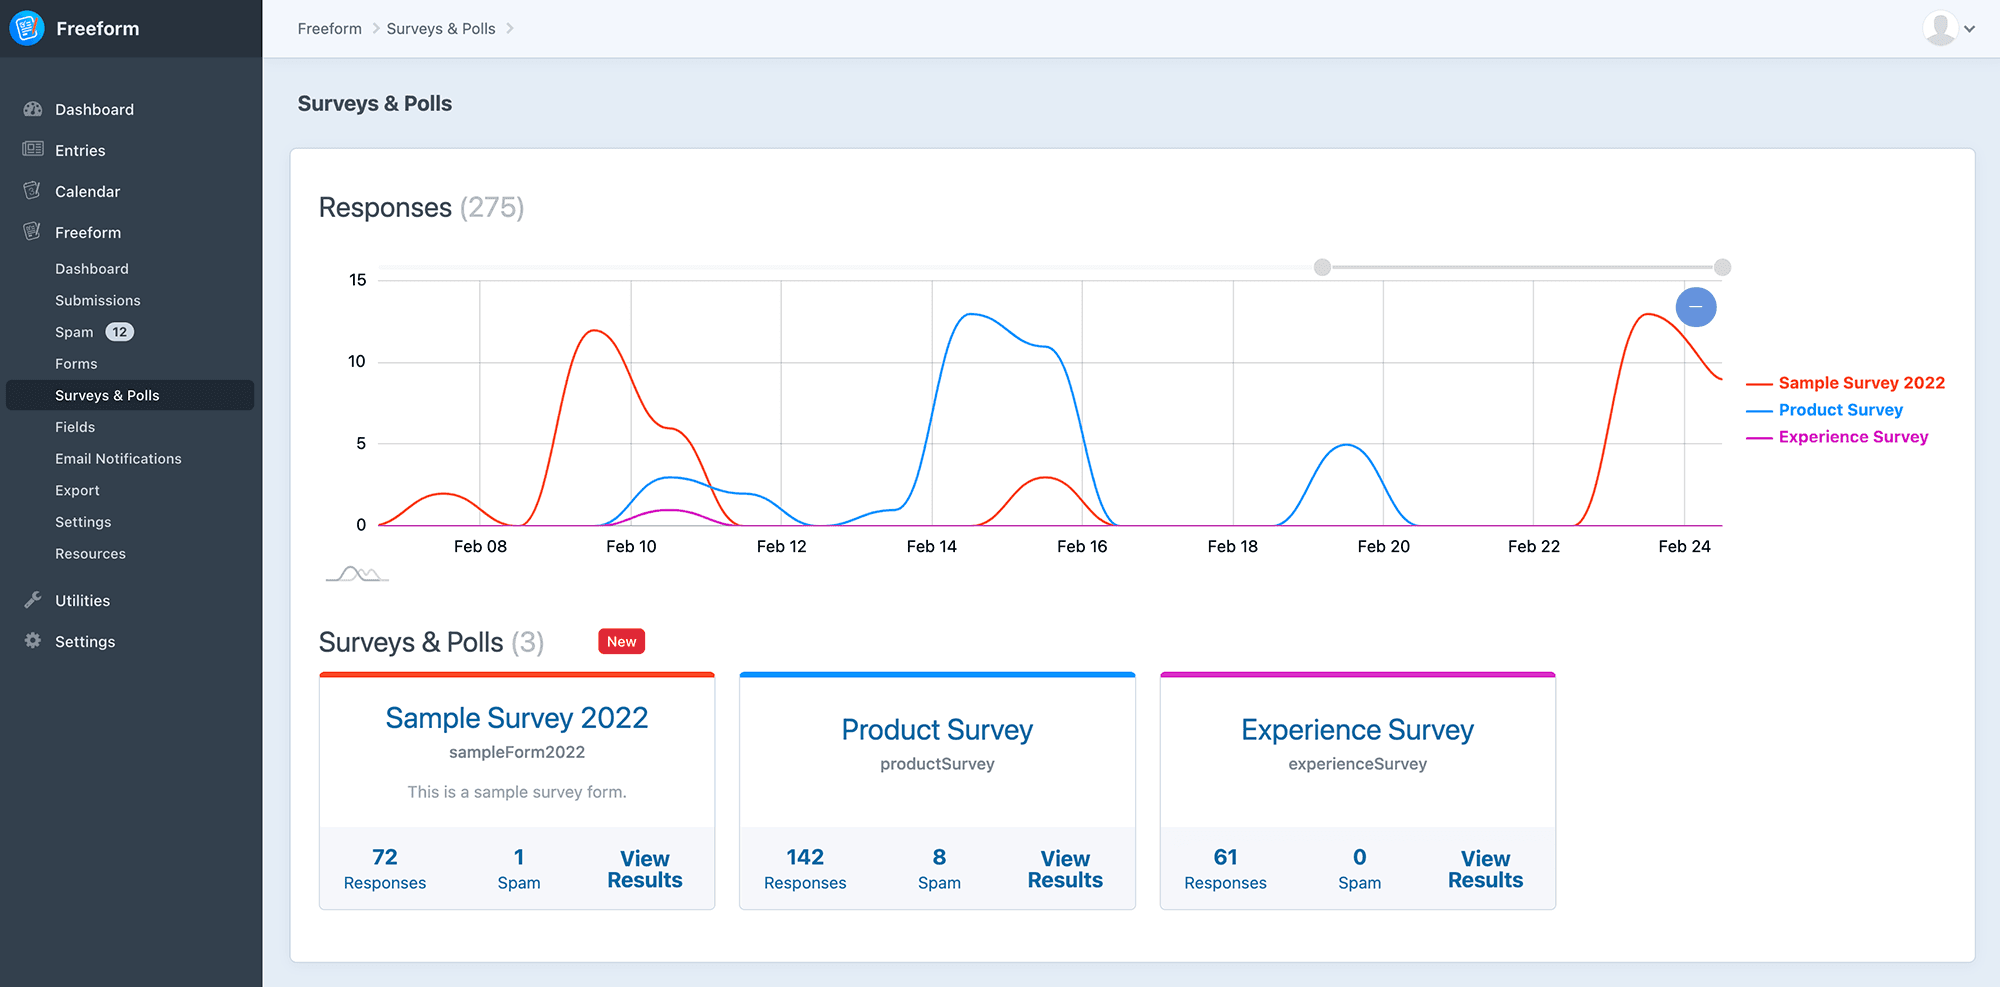 Freeform
Freeform
Surveys & Polls
Dashboard
Entries
Calendar
Freeform
Dashboard
Submissions
Spam 12
Forms
Surveys & Polls
Fields
Email Notifications
Export
Settings
Resources
Utilities
Settings
Surveys & Polls
Responses (275)
15
10
5
0
Feb 08 Feb 10 Feb 12 Feb 14 Feb 16 Feb 18 Feb 20 Feb 22 Feb 24
Sample Survey 2022
Product Survey
Experience Survey
Surveys & Polls (3) New
Sample Survey 2022
sampleForm2022
This is a sample survey form.
72 Responses
1 Spam
View
Results
Product Survey
productSurvey
142 Responses
8 Spam
View
Results
Experience Survey
experienceSurvey
61 Responses
0 Spam
View
Results